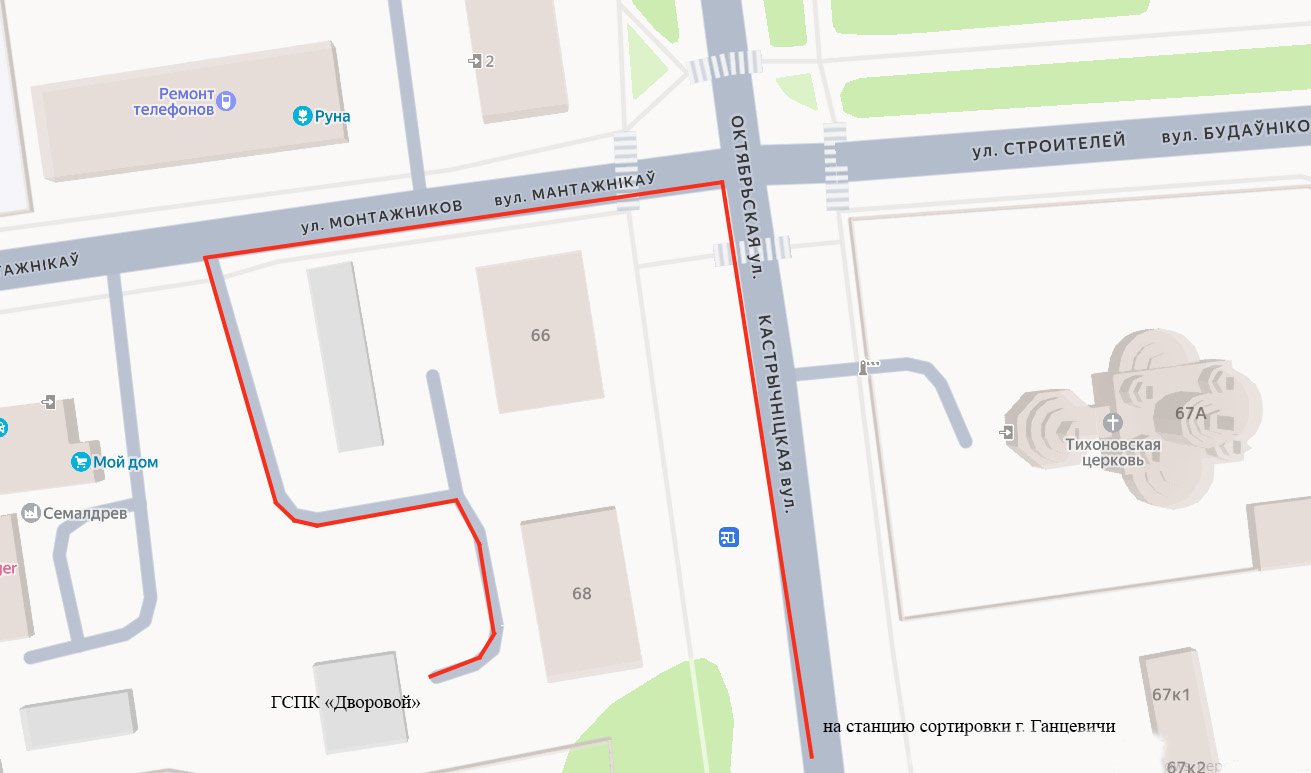 2
Ремонт
телефонов
Руна
ул. МОНТАЖНИКОВ
вул. МАНТАЖНІКАЎ
ТАЖНІКАЎ
ОКТЯБРЬСКАЯ ул.
КАСТРЫЧНІЦКАЯ вул.
ул. СТРОИТЕЛЕЙ
вул. БУДАЎНІКО
66
67А
Тихоновская
церковь
Мой дом
Семалдрев
ger
68
ГСПК «Дворовой»
67к1
на станцию сортировки г. Ганцевичи
67к2